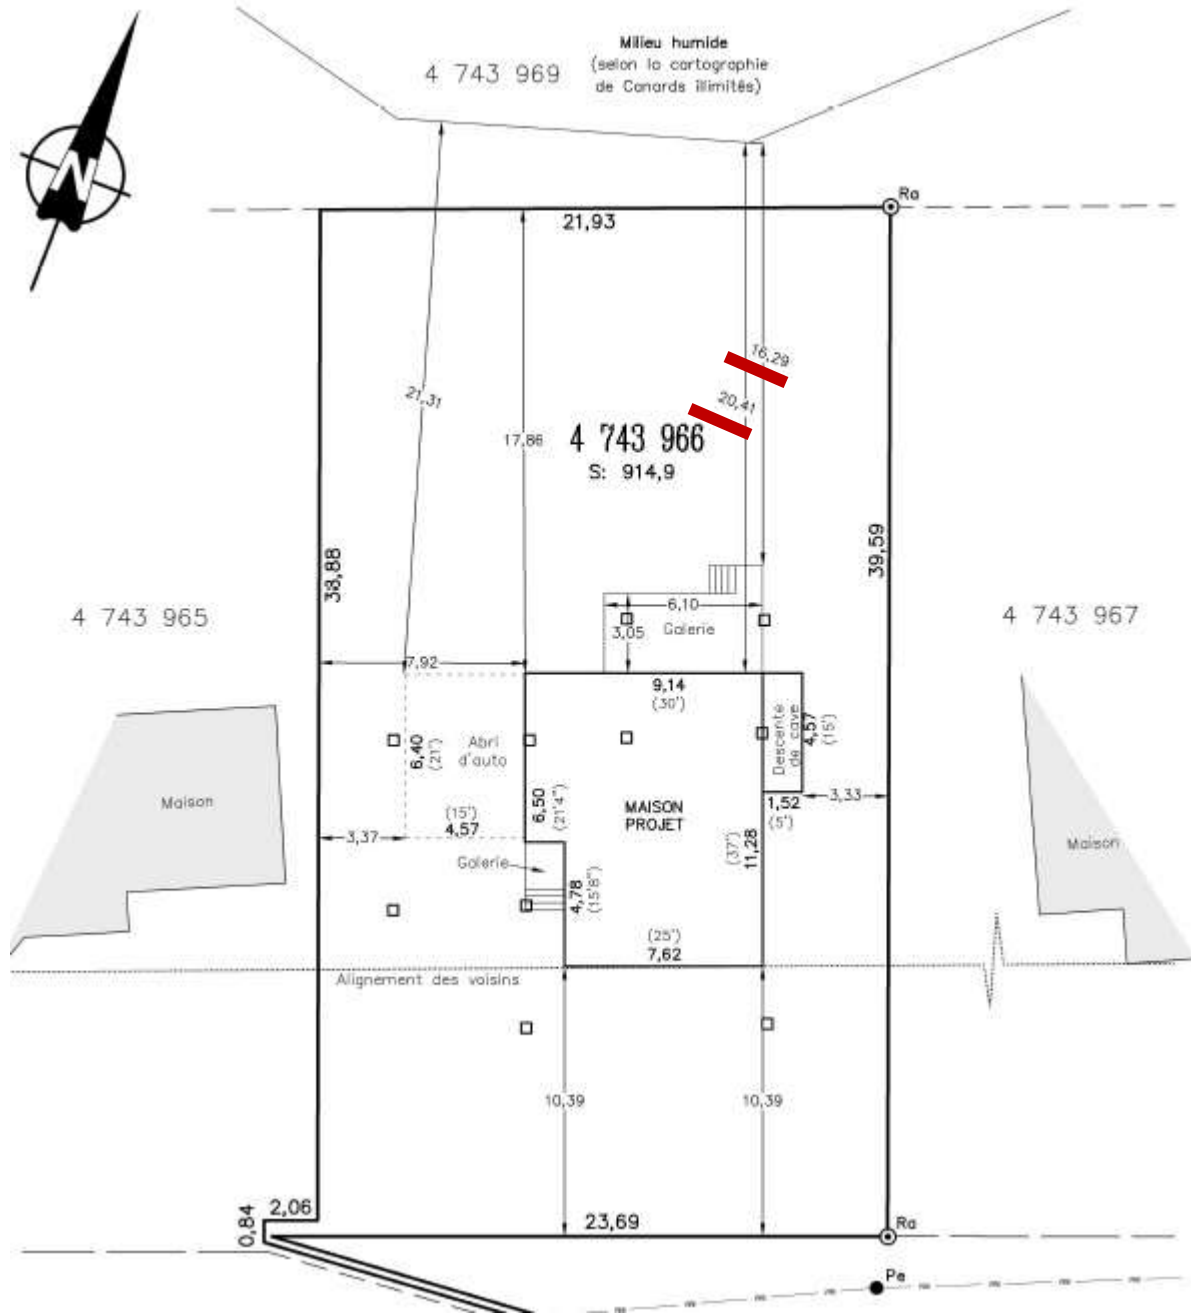 Milieu humide
(selon la cartographie
de Canards illimités)
4 743 969
N
Ra
21,93
16,29
20,41
21,31
17,86
4 743 966
S: 914,9
38,88
39,59
4 743 965
4 743 967
6,10
3,05
Galerie
7,92
9,14
(30')
Descente
de cave
4,57
(15')
6,40
(21')
Abri
d'auto
Maison
6,50
(21'4")
MAISON
PROJET
1,52
(5')
3,33
(15')
4,57
3,37
(37')
11,28
Maison
Galerie
4,78
(15'8")
(25')
7,62
Alignement des voisins
10,39
10,39
2,06
0,84
23,69
Ra
Pe